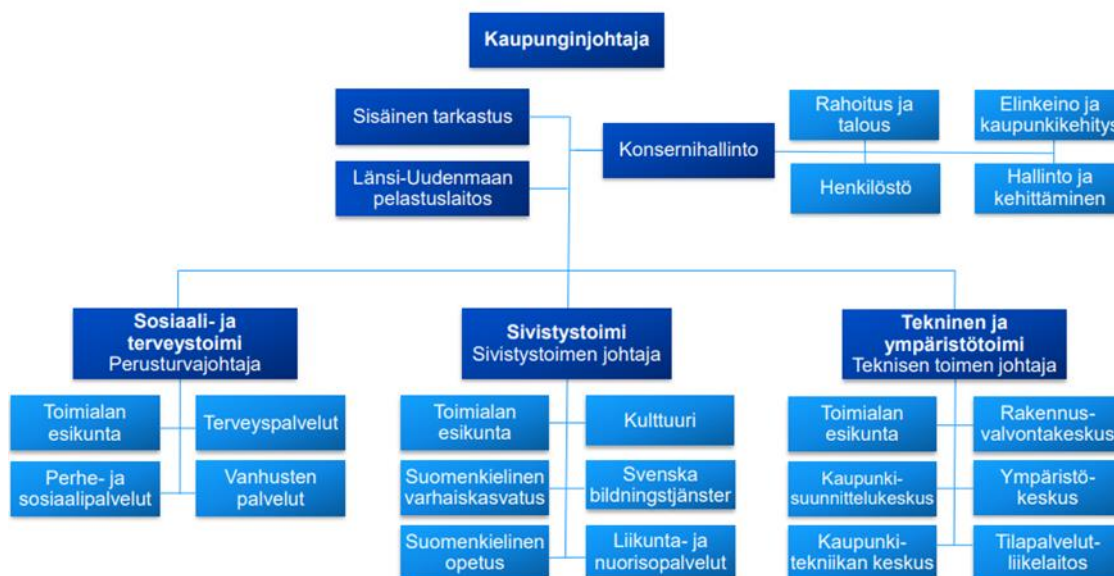 Kaupunginjohtaja
Sisäinen tarkastus
Länsi-Uudenmaan
pelastuslaitos
Konsernihallinto
Rahoitus ja
talous
Elinkeino ja
kaupunkikehitys
Henkilöstö
Hallinto ja
kehittäminen
Sosiaali- ja
terveystoimi
Perusturvajohtaja
Toimialan
esikunta
Terveyspalvelut
Perhe- ja
sosiaalipalvelut
Vanhusten
palvelut
Sivistystoimi
Sivistystoimen johtaja
Toimialan
esikunta
Kulttuuri
Suomenkielinen
varhaiskasvatus
Svenska
bildningstjänster
Suomenkielinen
opetus
Liikunta- ja
nuorisopalvelut
Tekninen ja
ympäristötoimi
Teknisen toimen johtaja
Toimialan
esikunta
Rakennus-
valvontakeskus
Kaupunki-
suunnittelukeskus
Ympäristö-
keskus
Kaupunki-
tekniikan keskus
Tilapalvelut-
liikelaitos